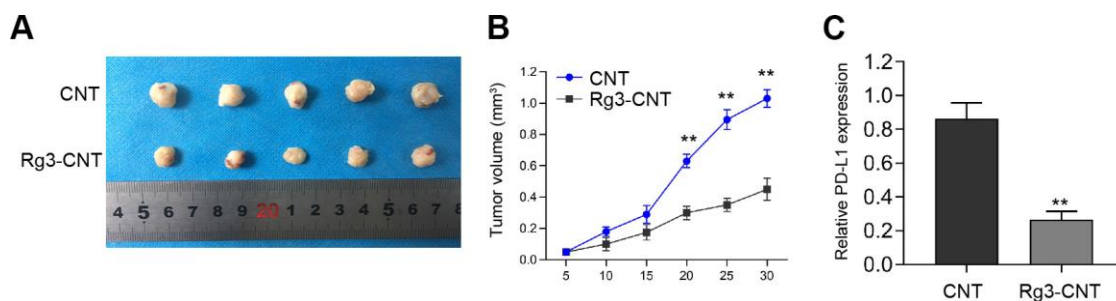 A
CNT
Rg3-CNT
4 5 6 7 8 9 20 1 2 3 4 5 6 7 8
B
Tumor volume (mm³)
1.2
1.0
0.8
0.6
0.4
0.2
0.0
CNT
Rg3-CNT
**
**
**
5 10 15 20 25 30
C
Relative PD-L1 expression
1.2
1.0
0.8
0.6
0.4
0.2
0.0
**
CNT Rg3-CNT